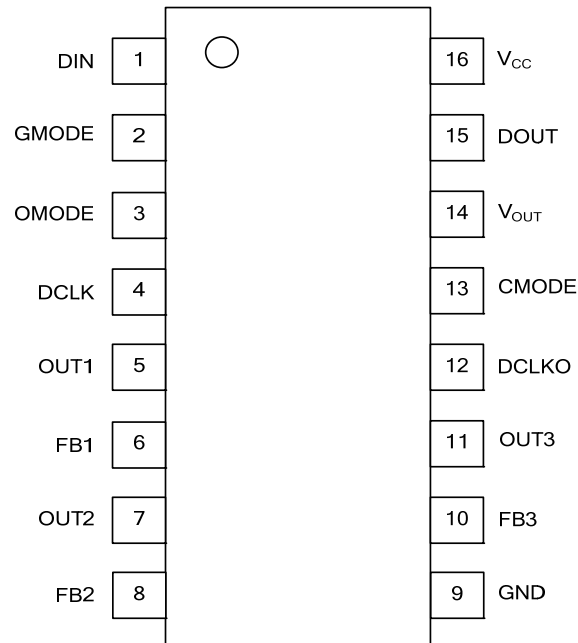 DIN 1 16 VCC
GMODE 2 15 DOUT
OMODE 3 14 VOUT
DCLK 4 13 CMODE
OUT1 5 12 DCLKO
FB1 6 11 OUT3
OUT2 7 10 FB3
FB2 8 9 GND